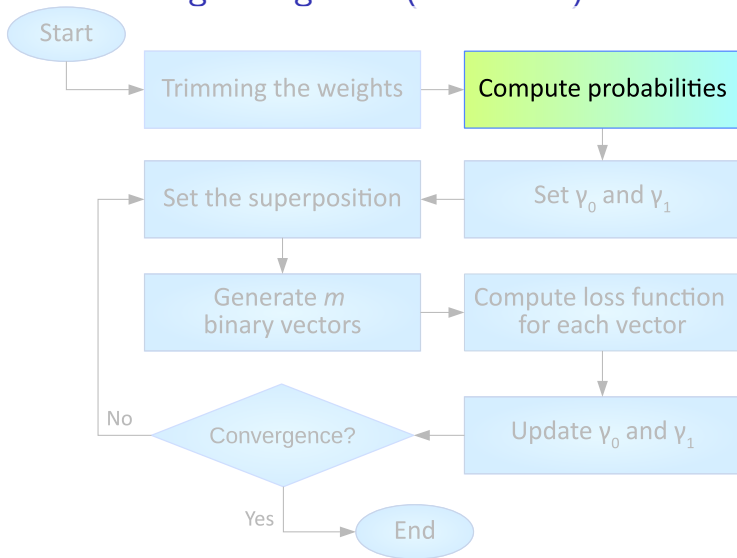 Start
Trimming the weights
Compute probabilities
Set the superposition
Set γ₀ and γ₁
Generate m
binary vectors
Compute loss function
for each vector
No
Convergence?
Update γ₀ and γ₁
Yes
End